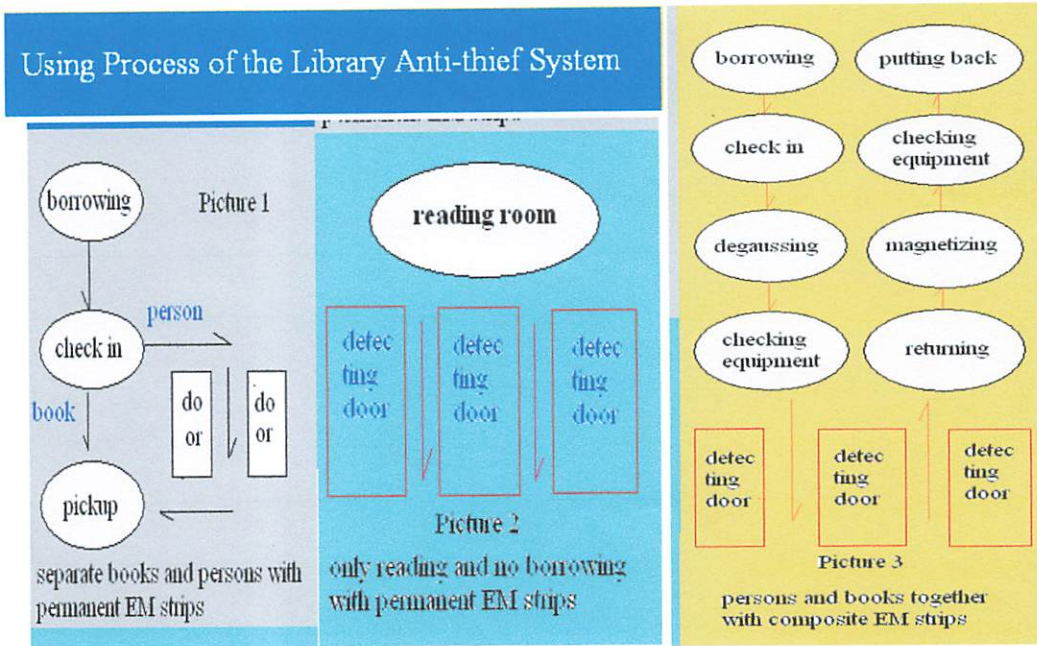 Using Process of the Library Anti-thief System
borrowing
Picture 1
check in
person
book
do
or
do
or
pickup
separate books and persons with
permanent EM strips
reading room
detec
ting
door
detec
ting
door
detec
ting
door
Picture 2
only reading and no borrowing
with permanent EM strips
borrowing
putting back
check in
checking
equipment
degaussing
magnetizing
checking
equipment
returning
detec
ting
door
detec
ting
door
detec
ting
door
Picture 3
persons and books together
with composite EM strips